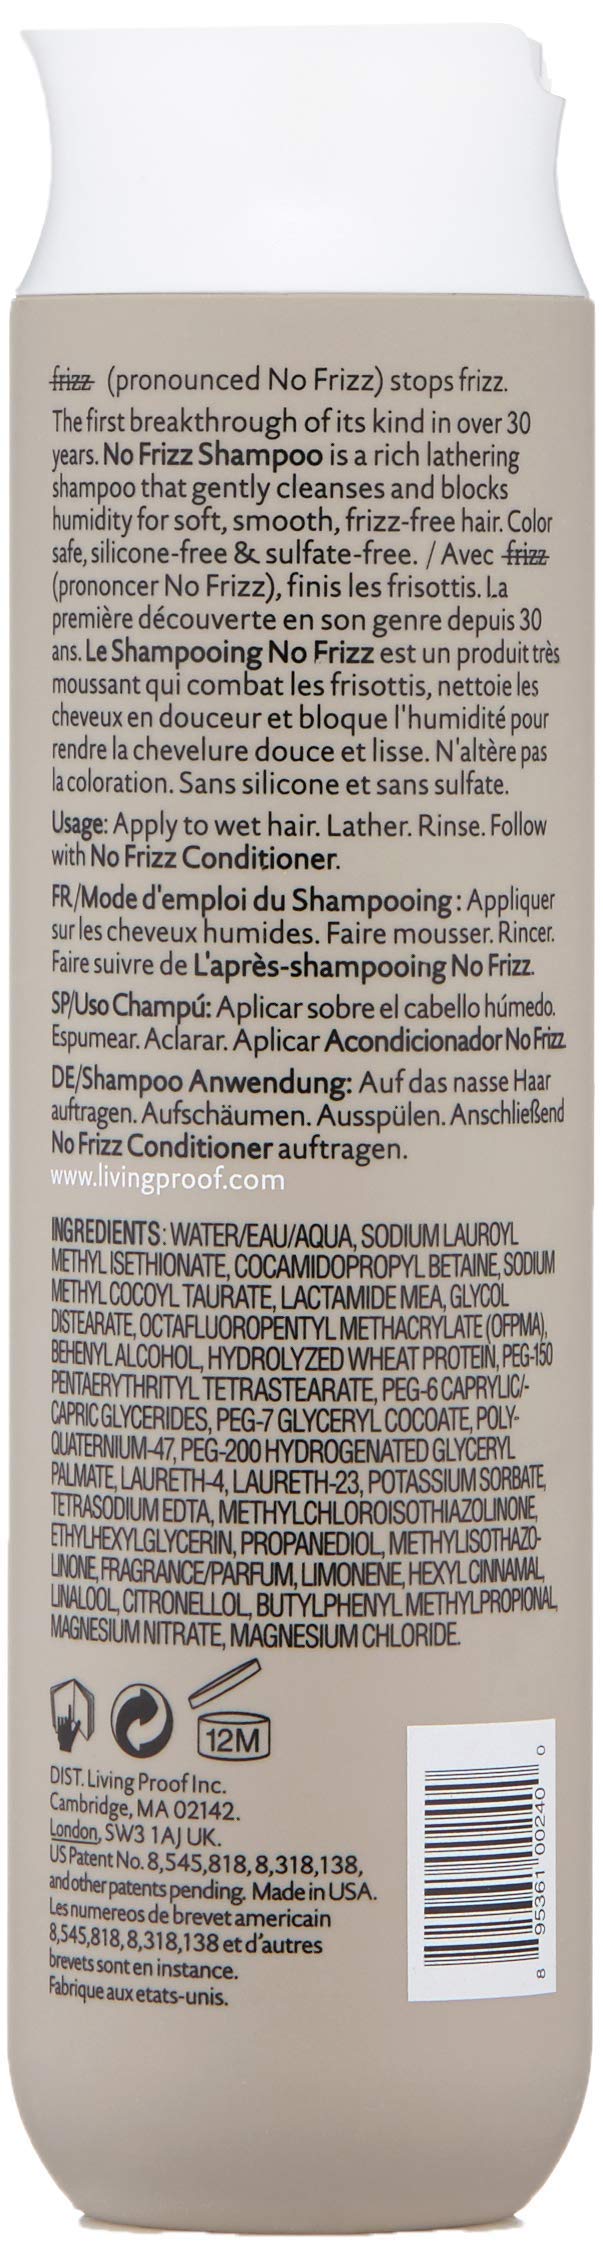 frizz (pronounced No Frizz) stops frizz.
The first breakthrough of its kind in over 30
years. No Frizz Shampoo is a rich lathering
shampoo that gently cleanses and blocks
humidity for soft, smooth, frizz-free hair. Color
safe, silicone-free & sulfate-free. / Avec frizz
(prononcer No Frizz), finis les frisottis. La
première découverte en son genre depuis 30
ans. Le Shampooing No Frizz est un produit très
moussant qui combat les frisottis, nettoie les
cheveux en douceur et bloque l'humidité pour
rendre la chevelure douce et lisse. N'altère pas
la coloration. Sans silicone et sans sulfate.
Usage: Apply to wet hair. Lather. Rinse. Follow
with No Frizz Conditioner.
FR/Mode d'emploi du Shampooing: Appliquer
sur les cheveux humides. Faire mousser. Rincer.
Faire suivre de L'après-shampooing No Frizz.
SP/Uso Champú: Aplicar sobre el cabello húmedo.
Espumear. Aclarar. Aplicar Acondicionador No Frizz
DE/Shampoo Anwendung: Auf das nasse Haar
auftragen. Aufschäumen. Ausspülen. Anschließend
No Frizz Conditioner auftragen.
www.livingproof.com
INGREDIENTS: WATER/EAU/AQUA, SODIUM LAUROYL
METHYL ISETHIONATE, COCAMIDOPROPYL BETAINE, SODIUM
METHYL COCOYL TAURATE, LACTAMIDE MEA, GLYCOL
DISTEARATE, OCTAFLUOROPENTYL METHACRYLATE (OFPMA),
BEHENYL ALCOHOL, HYDROLYZED WHEAT PROTEIN, PEG-150
PENTAERYTHRITYL TETRASTEARATE, PEG-6 CAPRYLIC/-
CAPRIC GLYCERIDES, PEG-7 GLYCERYL COCOATE, POLY-
QUATERNIUM-47, PEG-200 HYDROGENATED GLYCERYL
PALMATE, LAURETH-4, LAURETH-23, POTASSIUM SORBATE,
TETRASODIUM EDTA, METHYLCHLOROISOTHIAZOLINONE,
ETHYLHEXYLGLYCERIN, PROPANEDIOL, METHYLISOTHAZO-
LINONE, FRAGRANCE/PARFUM, LIMONENE, HEXYL CINNAMAL,
LINALOOL, CITRONELLOL, BUTYLPHENYL METHYLPROPIONAL,
MAGNESIUM NITRATE, MAGNESIUM CHLORIDE.
12M
DIST. Living Proof Inc.
Cambridge, MA 02142.
London, SW3 1AJ UK.
US Patent No. 8,545,818, 8,318,138,
and other patents pending. Made in USA.
Les numereos de brevet americain
8,545,818, 8,318,138 et d'autres
brevets sont en instance.
Fabrique aux etats-unis.
8 95361 00240 0